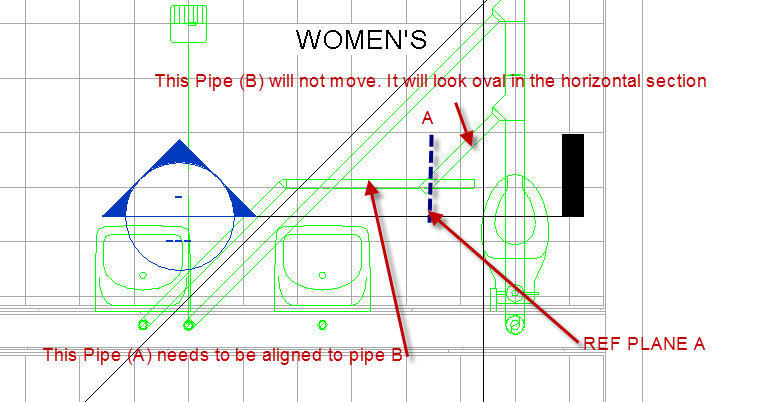 WOMEN'S
This Pipe (B) will not move. It will look oval in the horizontal section
A
This Pipe (A) needs to be aligned to pipe B
REF PLANE A